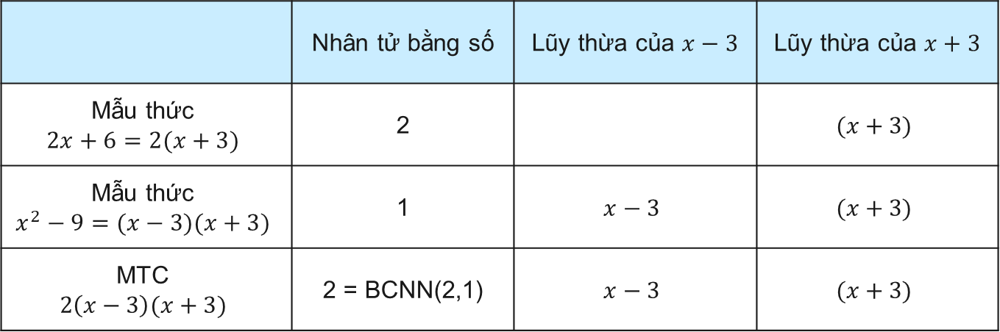 Nhân tử bằng số
Lũy thừa của x − 3
Lũy thừa của x + 3
Mẫu thức
2x + 6 = 2(x + 3)
2
(x + 3)
Mẫu thức
x² − 9 = (x − 3)(x + 3)
1
x − 3
(x + 3)
MTC
2(x − 3)(x + 3)
2 = BCNN(2,1)
x − 3
(x + 3)